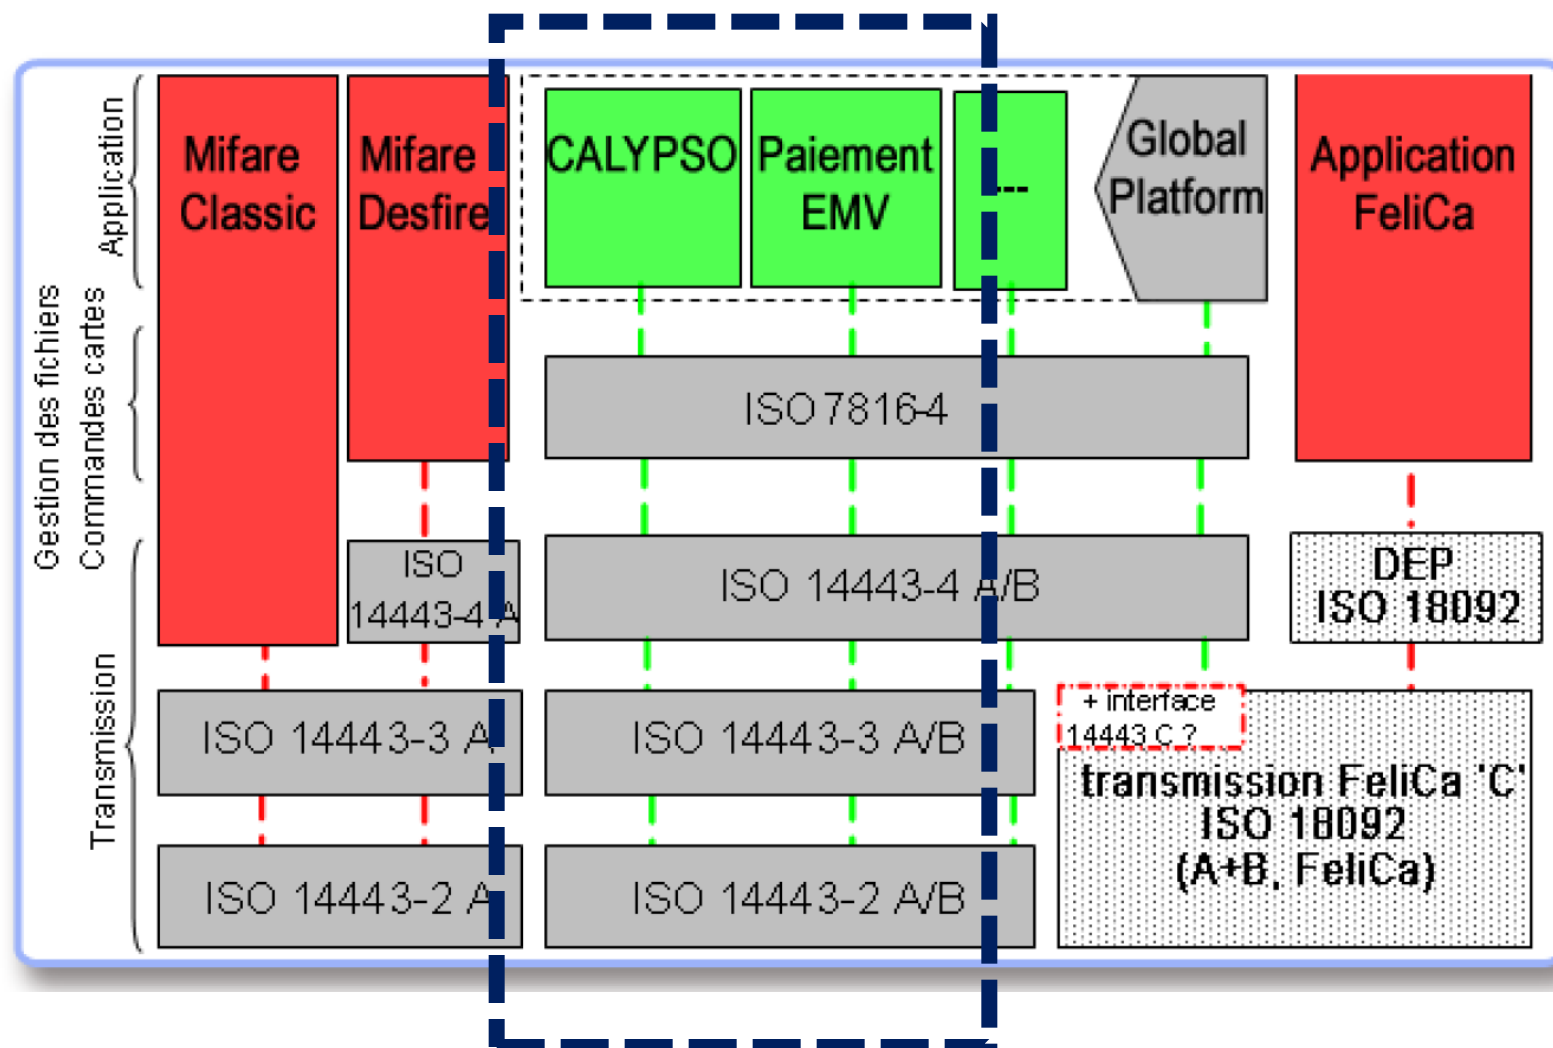 Application
Gestion des fichiers
Commandes cartes
Transmission
Mifare
Classic
Mifare
Desfire
CALYPSO
Paiement
EMV
---
Global
Platform
Application
FeliCa
ISO 7816-4
ISO
14443-4 A
ISO 14443-4 A/B
DEP
ISO 18092
ISO 14443-3 A
ISO 14443-3 A/B
+ interface
14443 C ?
transmission FeliCa 'C'
ISO 18092
(A+B, FeliCa)
ISO 14443-2 A
ISO 14443-2 A/B